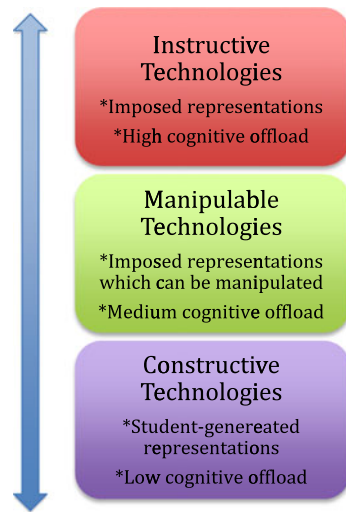 Instructive
Technologies
*Imposed representations
*High cognitive offload
Manipulable
Technologies
*Imposed representations
which can be manipulated
*Medium cognitive offload
Constructive
Technologies
*Student-genereated
representations
*Low cognitive offload